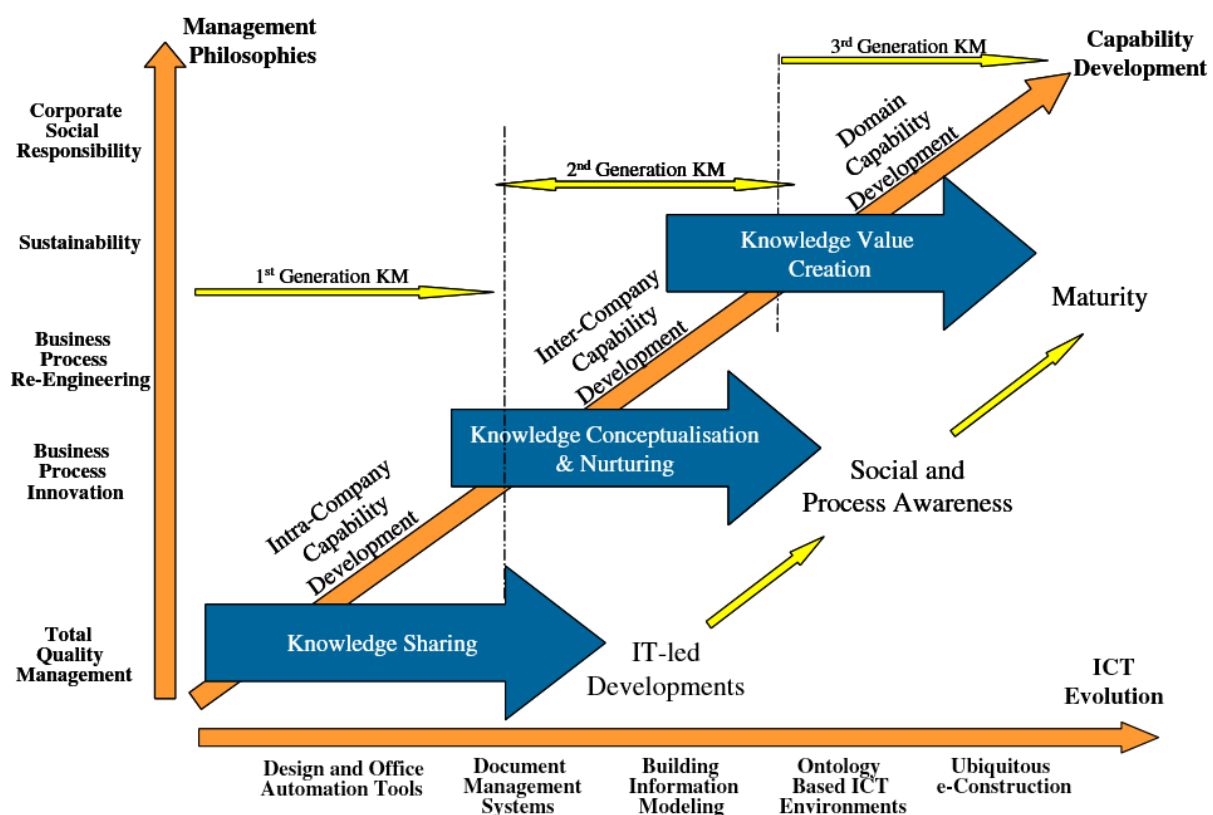 Management
Philosophies
Corporate
Social
Responsibility
Sustainability
Business
Process
Re-Engineering
Business
Process
Innovation
Total
Quality
Management
1st Generation KM
2nd Generation KM
3rd Generation KM
Capability
Development
Domain
Capability
Development
Knowledge Value
Creation
Maturity
Inter-Company
Capability
Development
Knowledge Conceptualisation
& Nurturing
Social and
Process Awareness
Intra-Company
Capability
Development
Knowledge Sharing
IT-led
Developments
ICT
Evolution
Design and Office
Automation Tools
Document
Management
Systems
Building
Information
Modeling
Ontology
Based ICT
Environments
Ubiquitous
e-Construction